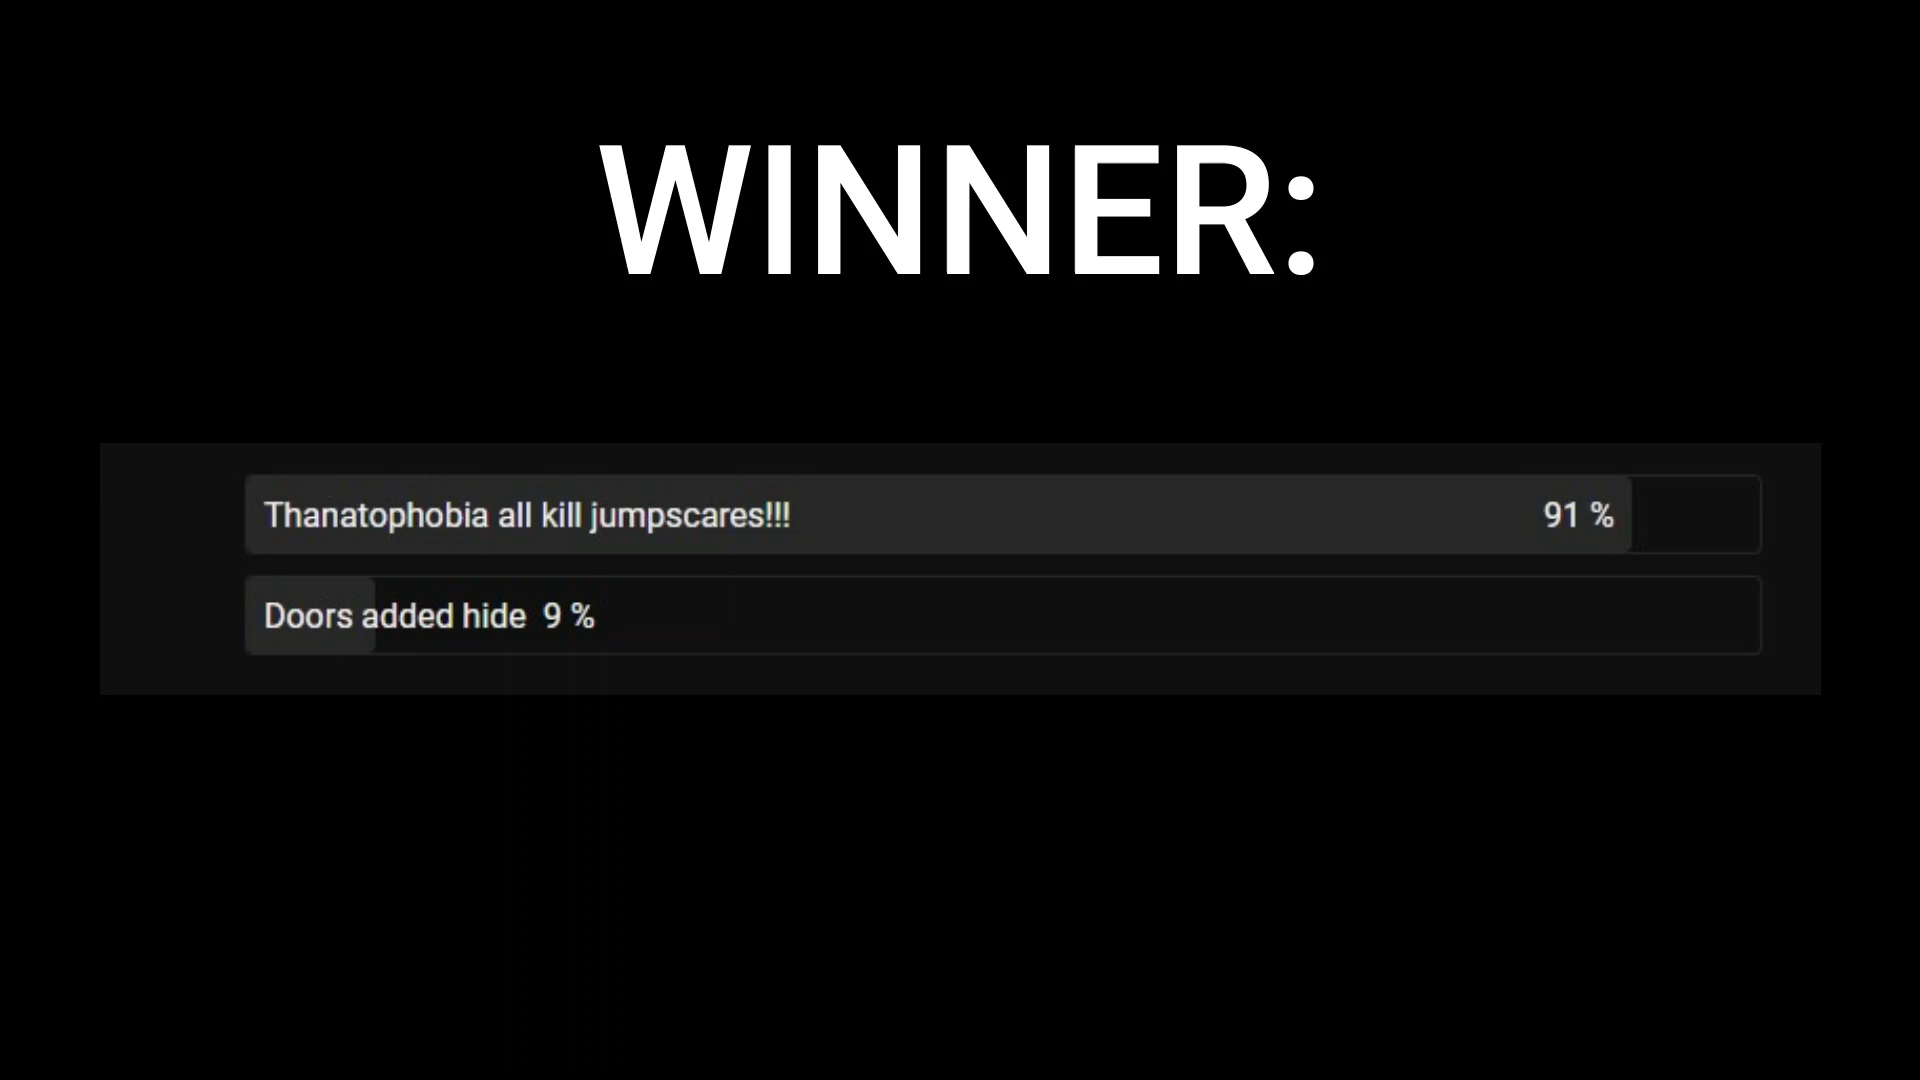 WINNER:
Thanatophobia all kill jumpscares!!! 91 %
Doors added hide 9 %